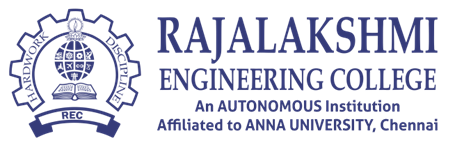 HARDWORK DISCIPLINE
REC
RAJALAKSHMI
ENGINEERING COLLEGE
An AUTONOMOUS Institution
Affiliated to ANNA UNIVERSITY, Chennai